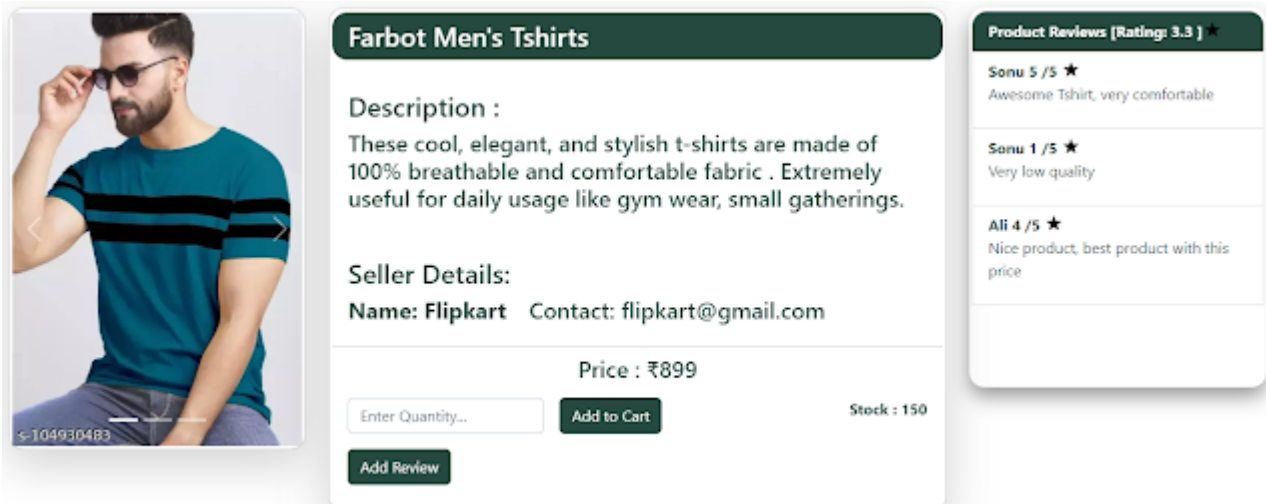 s-104930483
Farbot Men's Tshirts
Description :
These cool, elegant, and stylish t-shirts are made of
100% breathable and comfortable fabric . Extremely
useful for daily usage like gym wear, small gatherings.
Seller Details:
Name: Flipkart Contact: flipkart@gmail.com
Price : ₹899
Enter Quantity... Add to Cart Stock : 150
Add Review
Product Reviews [Rating: 3.3 ]★
Sonu 5 /5 ★
Awesome Tshirt, very comfortable
Sonu 1 /5 ★
Very low quality
Ali 4 /5 ★
Nice product, best product with this
price